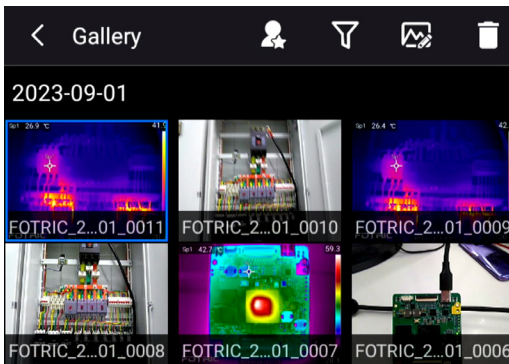 Gallery
2023-09-01
Sp1 26.9 ℃ 41.9
Sp1 26.4 ℃ 42.
FOTRIC_2...01_0011 FOTRIC_2...01_0010 FOTRIC_2...01_0009
Sp1 42.7 ℃ 59.3
FOTRIC_2...01_0008 FOTRIC_2...01_0007 FOTRIC_2...01_0006